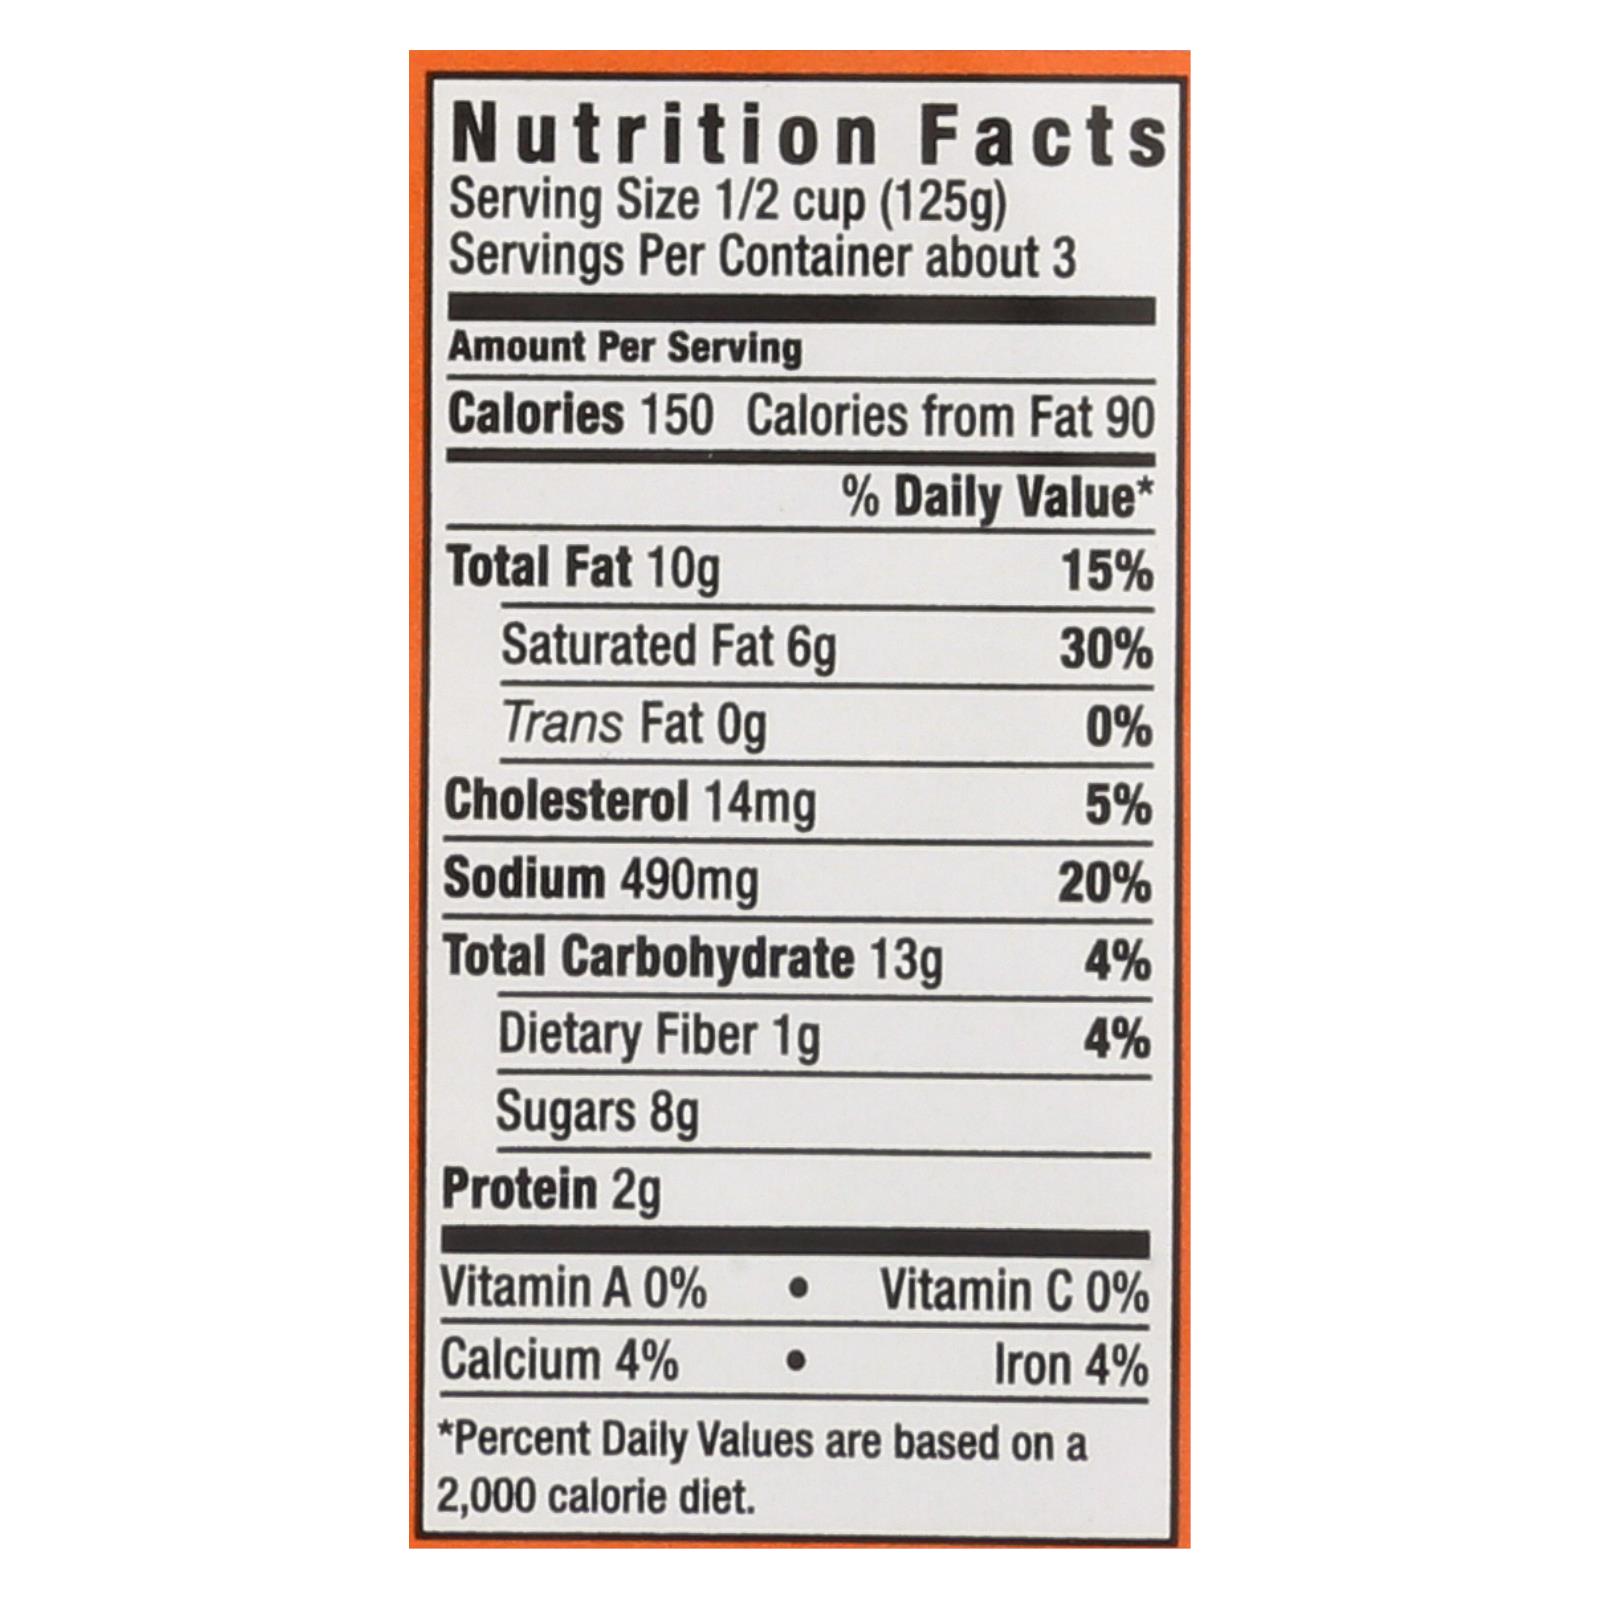 Nutrition Facts
Serving Size 1/2 cup (125g)
Servings Per Container about 3
Amount Per Serving
Calories 150 Calories from Fat 90
% Daily Value*
Total Fat 10g 15%
Saturated Fat 6g 30%
Trans Fat 0g 0%
Cholesterol 14mg 5%
Sodium 490mg 20%
Total Carbohydrate 13g 4%
Dietary Fiber 1g 4%
Sugars 8g
Protein 2g
Vitamin A 0% • Vitamin C 0%
Calcium 4% • Iron 4%
*Percent Daily Values are based on a
2,000 calorie diet.